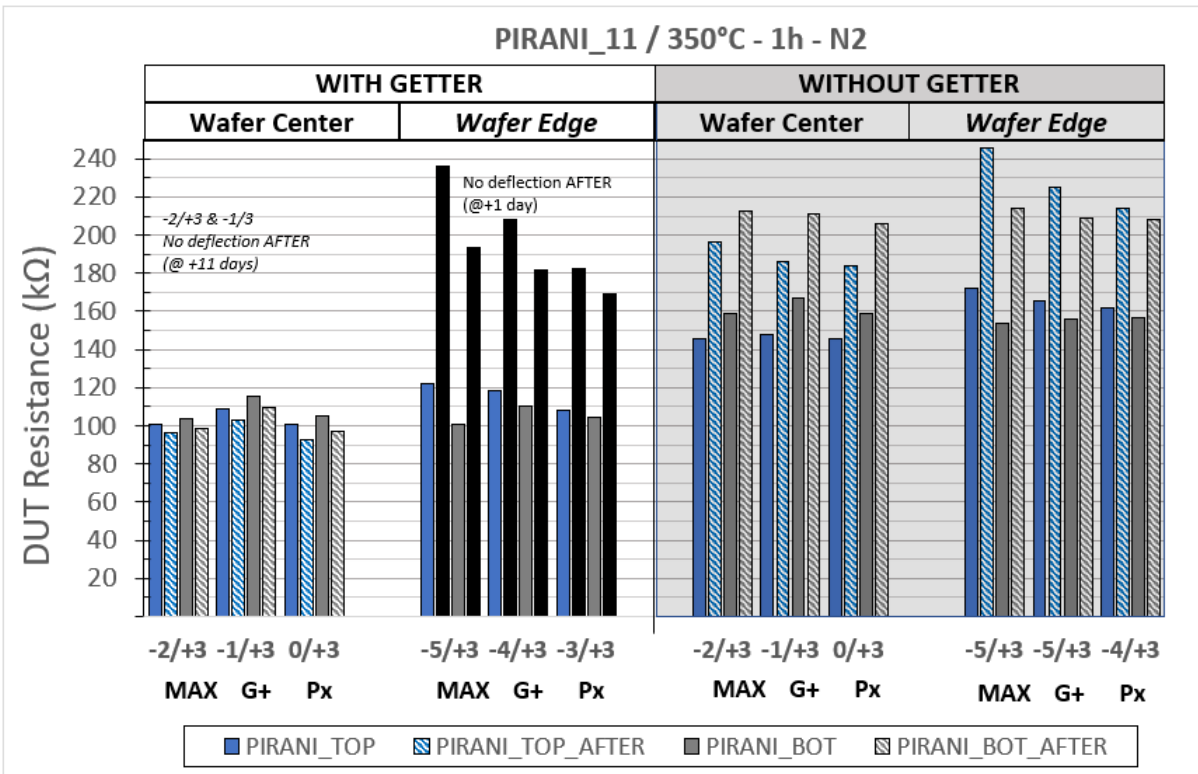 PIRANI_11 / 350°C - 1h - N2
WITH GETTER WITHOUT GETTER
Wafer Center Wafer Edge Wafer Center Wafer Edge
DUT Resistance (kΩ)
240
220
200
180
160
140
120
100
80
60
40
20
-2/+3 & -1/3
No deflection AFTER
(@ +11 days)
No deflection AFTER
(@+1 day)
-2/+3 -1/+3 0/+3 -5/+3 -4/+3 -3/+3 -2/+3 -1/+3 0/+3 -5/+3 -5/+3 -4/+3
MAX G+ Px MAX G+ Px MAX G+ Px MAX G+ Px
PIRANI_TOP PIRANI_TOP_AFTER PIRANI_BOT PIRANI_BOT_AFTER